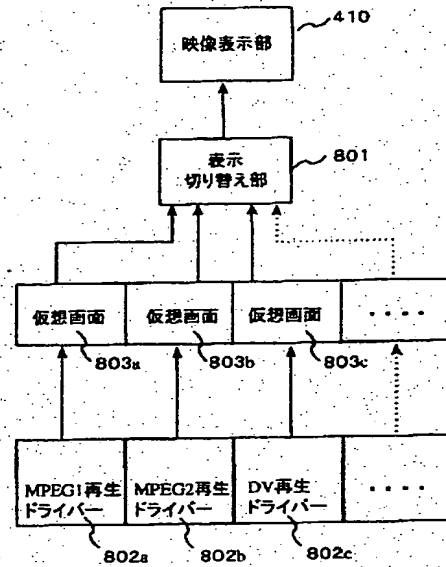 映像表示部
410
表示
切り替え部
801
仮想画面
仮想画面
仮想画面
・・・・
803a
803b
803c
MPEG1再生
ドライバー
MPEG2再生
ドライバー
DV再生
ドライバー
・・・・
802a
802b
802c